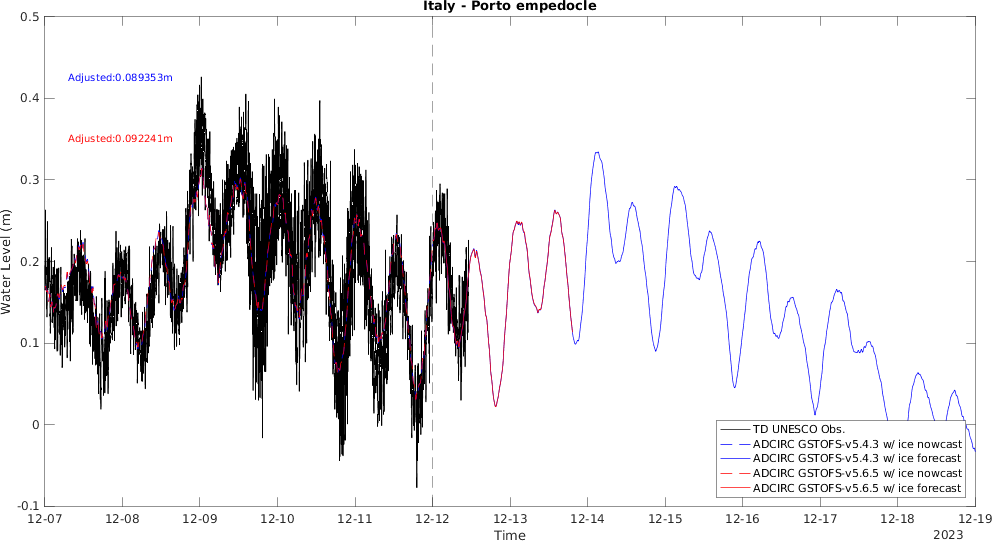 Italy - Porto empedocle
0.5
0.4
0.3
0.2
0.1
0
-0.1
Water Level (m)
Adjusted:0.089353m
Adjusted:0.092241m
TD UNESCO Obs.
ADCIRC GSTOFS-v5.4.3 w/ ice nowcast
ADCIRC GSTOFS-v5.4.3 w/ ice forecast
ADCIRC GSTOFS-v5.6.5 w/ ice nowcast
ADCIRC GSTOFS-v5.6.5 w/ ice forecast
12-07 12-08 12-09 12-10 12-11 12-12 12-13 12-14 12-15 12-16 12-17 12-18 12-19
Time
2023